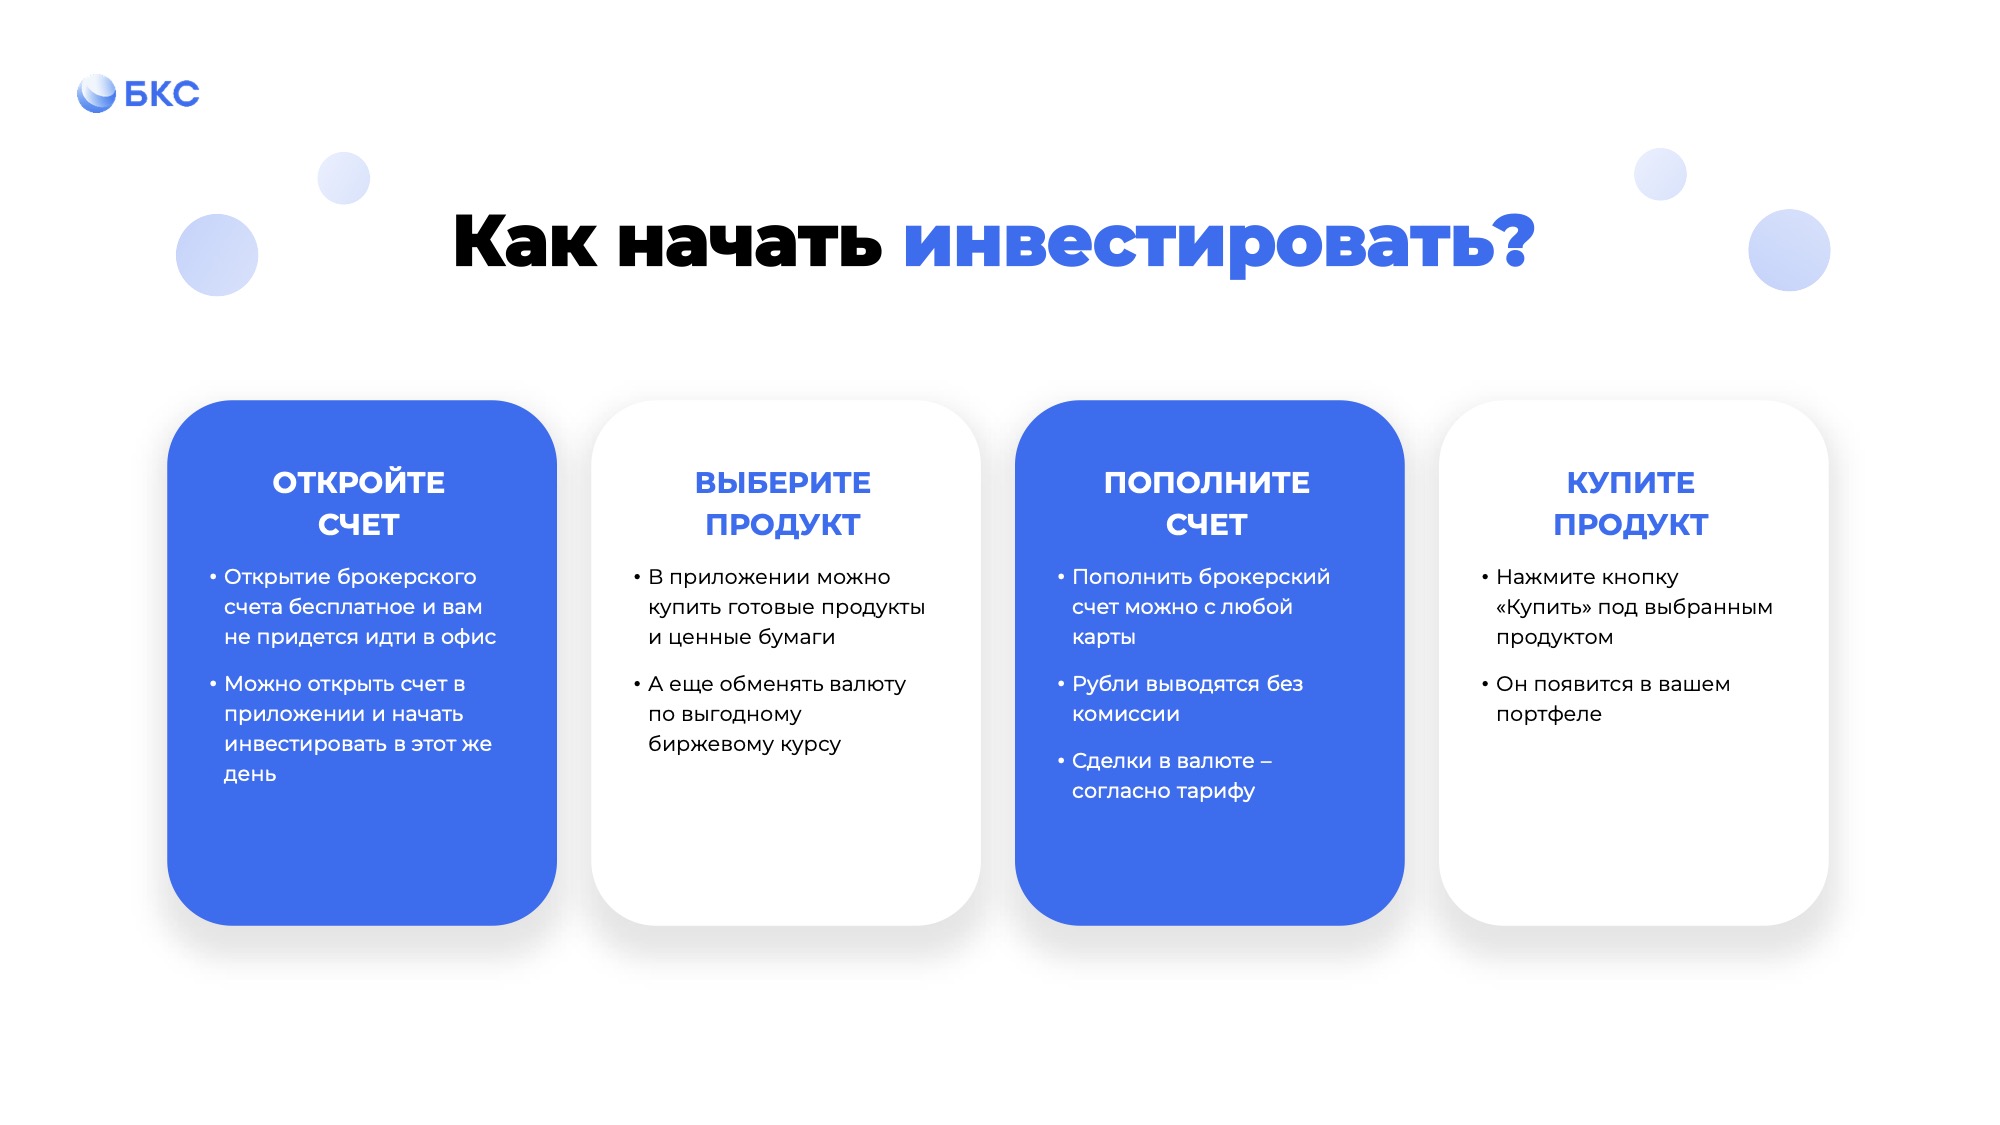 БКС
Как начать инвестировать?
ОТКРОЙТЕ
СЧЕТ
• Открытие брокерского
счета бесплатное и вам
не придется идти в офис
• Можно открыть счет в
приложении и начать
инвестировать в этот же
день
ВЫБЕРИТЕ
ПРОДУКТ
• В приложении можно
купить готовые продукты
и ценные бумаги
• А еще обменять валюту
по выгодному
биржевому курсу
ПОПОЛНИТЕ
СЧЕТ
• Пополнить брокерский
счет можно с любой
карты
• Рубли выводятся без
комиссии
• Сделки в валюте –
согласно тарифу
КУПИТЕ
ПРОДУКТ
• Нажмите кнопку
«Купить» под выбранным
продуктом
• Он появится в вашем
портфеле